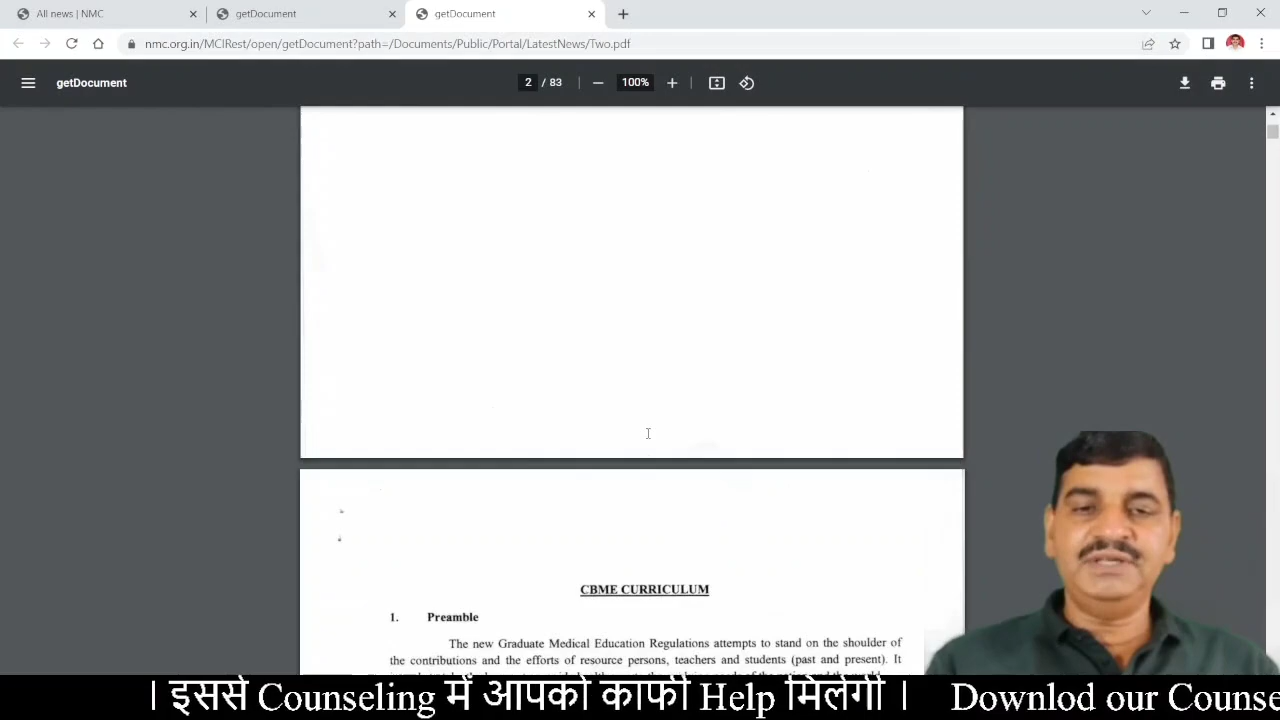 All news | NMC
getDocument
getDocument
nmc.org.in/MCIRest/open/getDocument?path=/Documents/Public/Portal/LatestNews/Two.pdf
getDocument
2 / 83
100%
CBME CURRICULUM
1. Preamble
The new Graduate Medical Education Regulations attempts to stand on the shoulder of
the contributions and the efforts of resource persons, teachers and students (past and present). It
। इससे Counseling में आपको काफी Help मिलेगी । Downlod our Counse